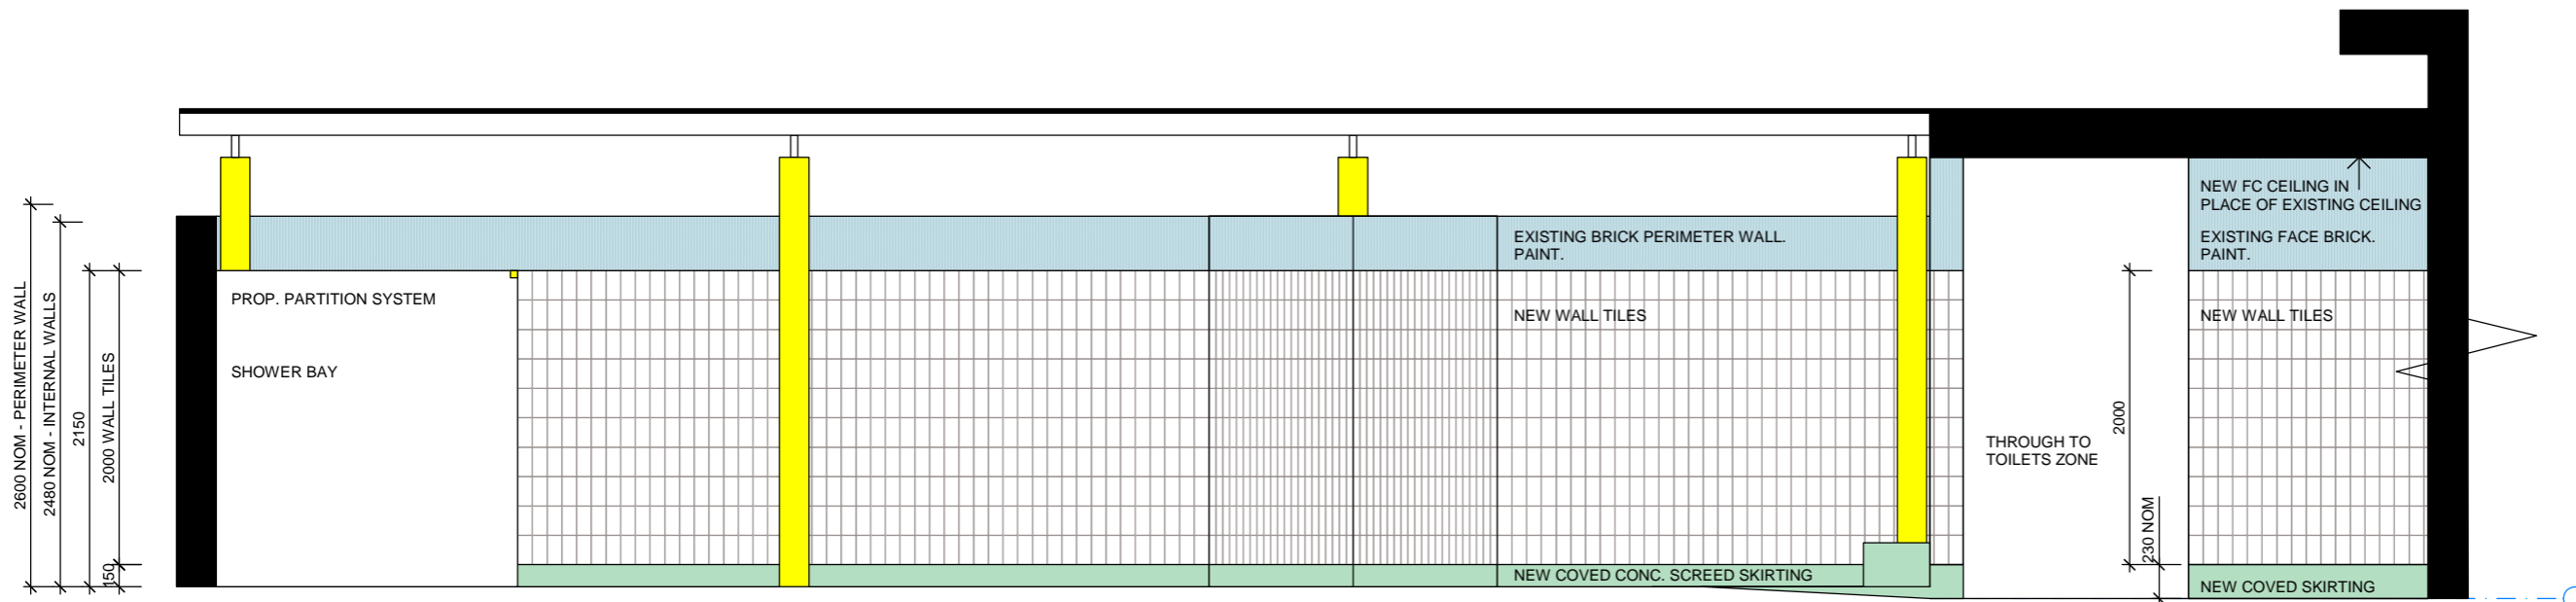 2600 NOM - PERIMETER WALL
2480 NOM - INTERNAL WALLS
2150
2000 WALL TILES
150
PROP. PARTITION SYSTEM
SHOWER BAY
EXISTING BRICK PERIMETER WALL.
PAINT.
NEW WALL TILES
NEW COVED CONC. SCREED SKIRTING
THROUGH TO
TOILETS ZONE
2000
230 NOM
NEW FC CEILING IN
PLACE OF EXISTING CEILING
EXISTING FACE BRICK.
PAINT.
NEW WALL TILES
NEW COVED SKIRTING